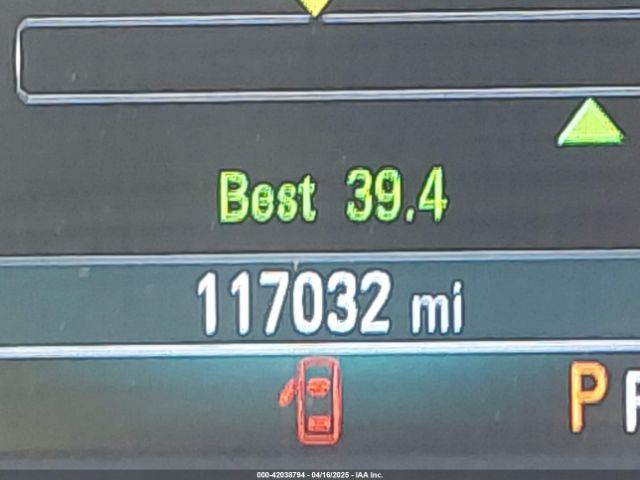 Best 39.4
117032 mi
P
000-42038794 - 04/16/2025 - IAA Inc.